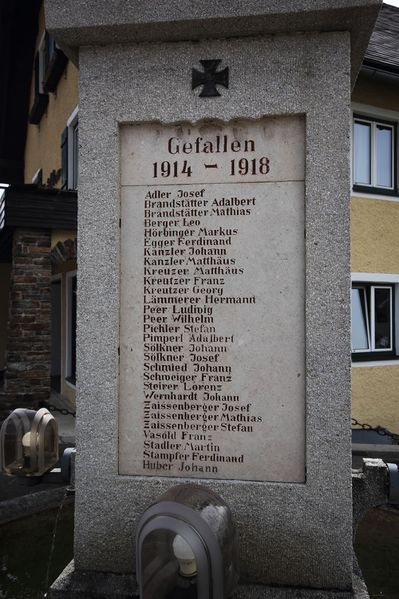 Gefallen
1914 - 1918
Adler Josef
Brandstätter Adalbert
Brandstätter Mathias
Berger Leo
Hörbinger Markus
Egger Ferdinand
Kanzler Johann
Kanzler Matthäus
Kreuzer Matthäus
Kreutzer Franz
Kreutzer Georg
Lämmerer Hermann
Peer Ludwig
Peer Wilhelm
Pichler Stefan
Pimperl Adalbert
Sölkner Johann
Sölkner Josef
Schmied Johann
Schweiger Franz
Steirer Lorenz
Wernhardt Johann
Zaissenberger Josef
Zaissenberger Mathias
Zaissenberger Stefan
Vasold Franz
Stadler Martin
Stampfer Ferdinand
Huber Johann